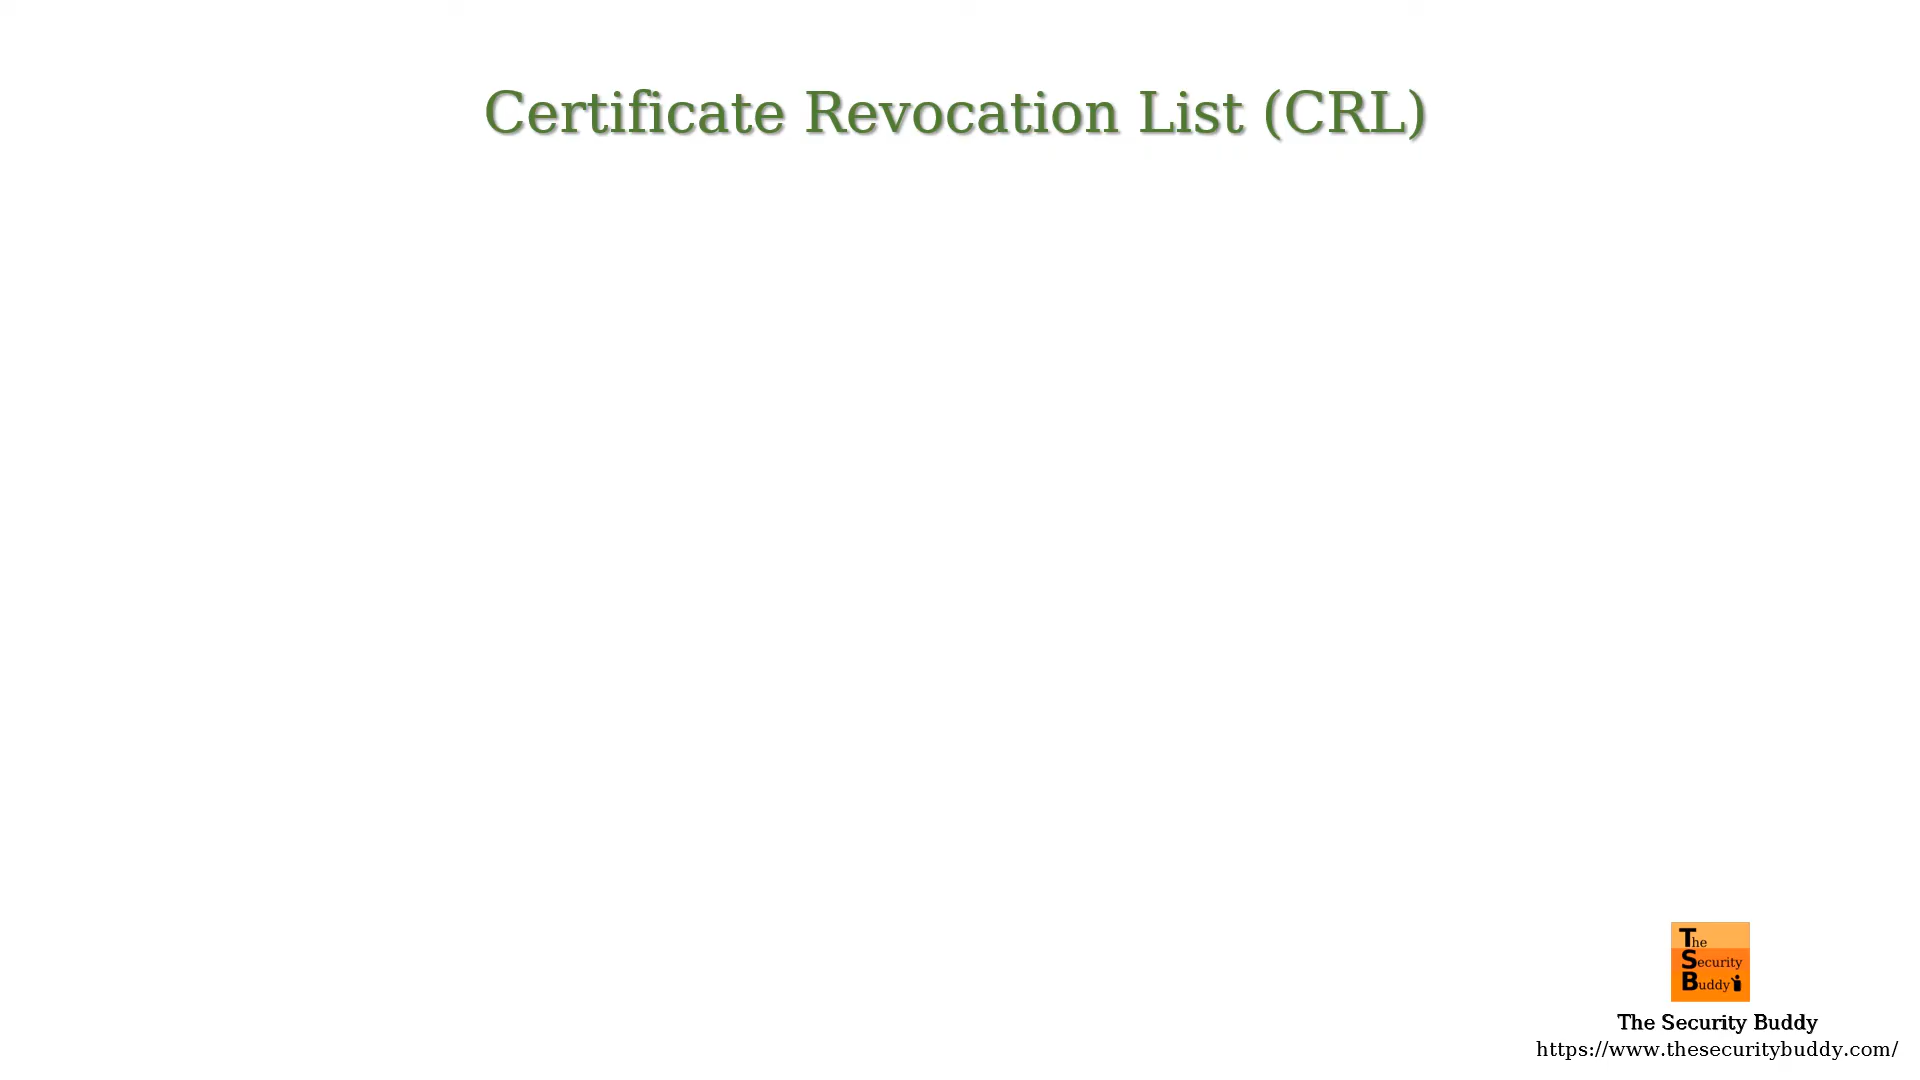 Certificate Revocation List (CRL)
The
Security
Buddy
The Security Buddy
https://www.thesecuritybuddy.com/